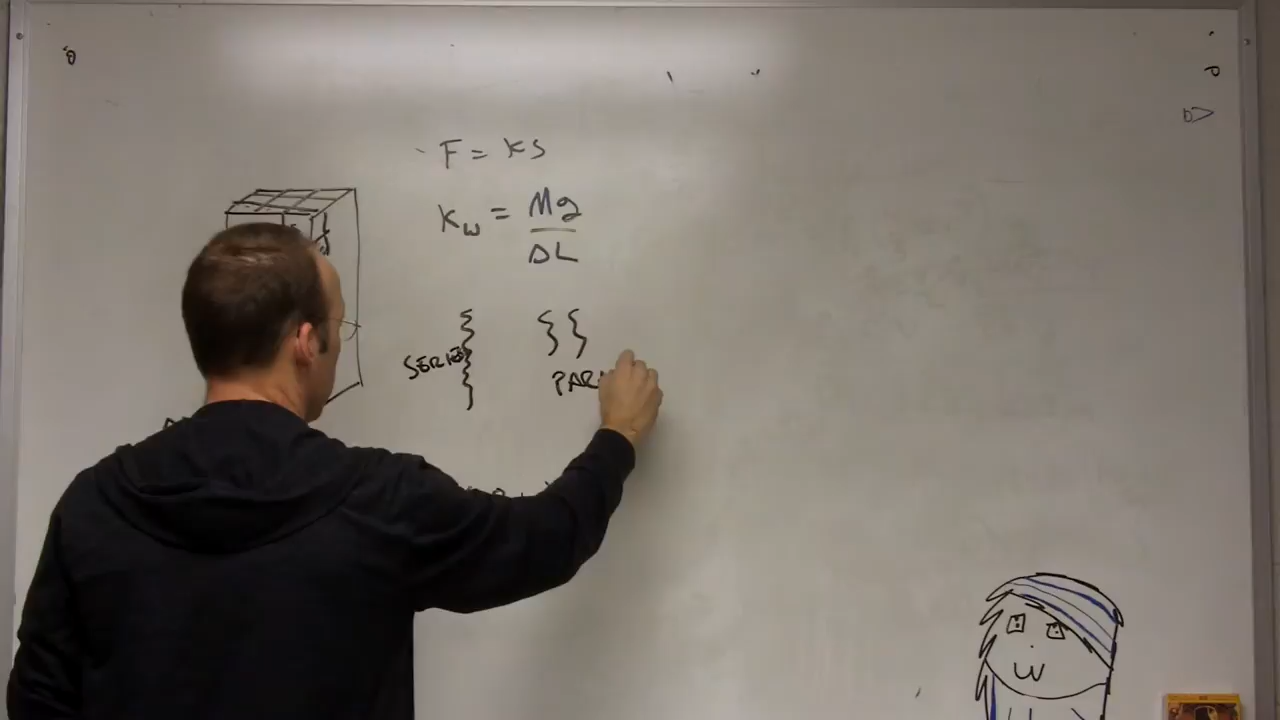 F = ks
kw = Mg
ΔL
SERIES
PAR